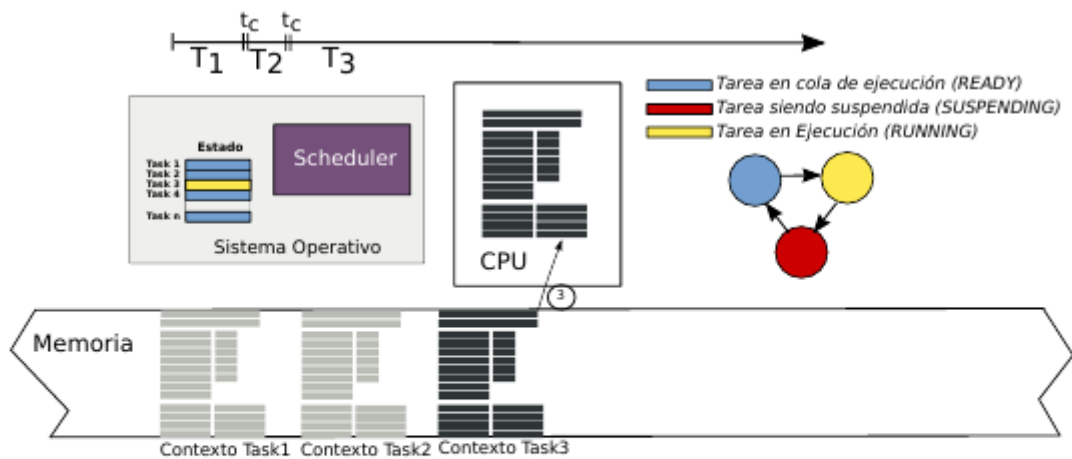 tc tc
T1 T2 T3
Tarea en cola de ejecución (READY)
Tarea siendo suspendida (SUSPENDING)
Tarea en Ejecución (RUNNING)
Estado
Task 1
Task 2
Task 3
Task 4
Task n
Scheduler
Sistema Operativo
CPU
3
Memoria
Contexto Task1
Contexto Task2
Contexto Task3